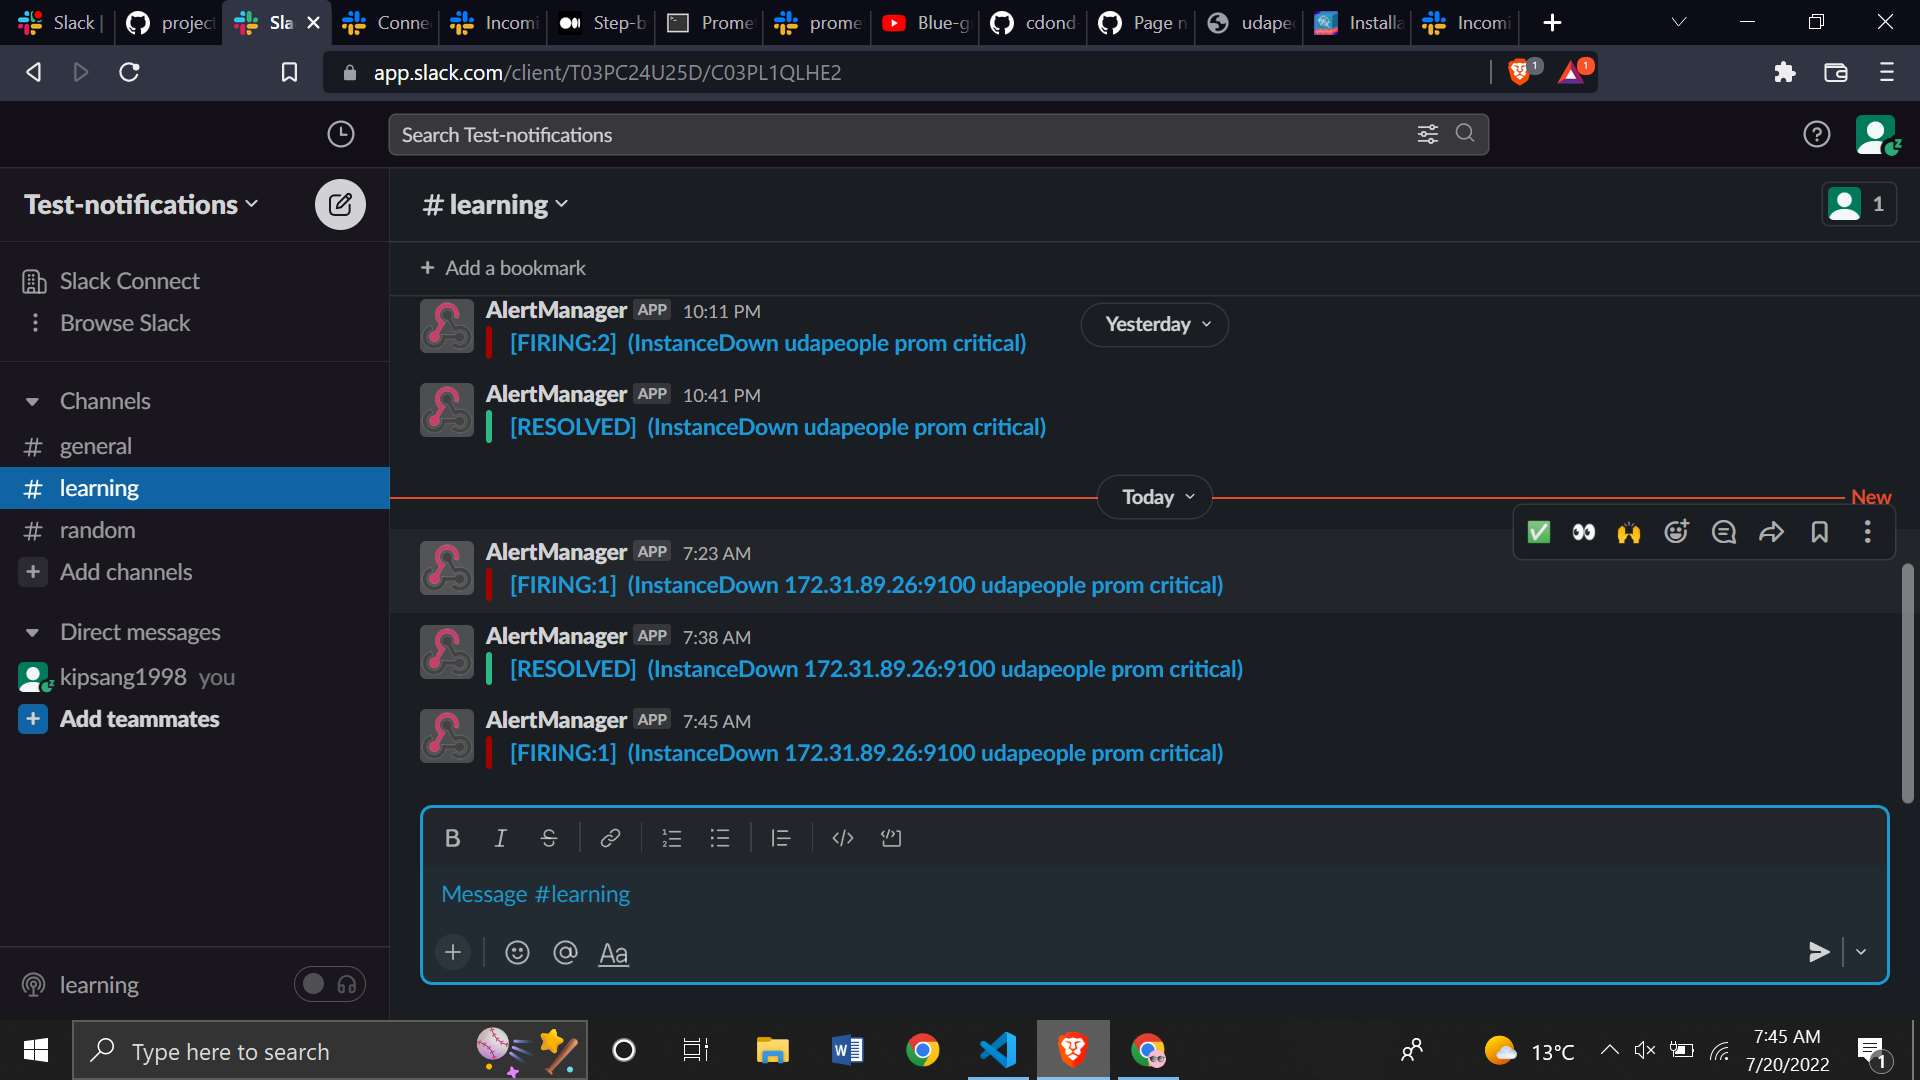 Slack |
project
Sla
Conne
Incomi
Step-b
Prome
prome
Blue-g
cdond
Page n
udape
Installa
Incomi
app.slack.com/client/T03PC24U25D/C03PL1QLHE2
1
1
Search Test-notifications
Test-notifications
# learning
1
Slack Connect
Browse Slack
Channels
# general
# learning
# random
+ Add channels
Direct messages
kipsang1998 you
+ Add teammates
learning
+ Add a bookmark
Yesterday
AlertManager APP 10:11 PM
[FIRING:2] (InstanceDown udapeople prom critical)
AlertManager APP 10:41 PM
[RESOLVED] (InstanceDown udapeople prom critical)
Today
New
AlertManager APP 7:23 AM
[FIRING:1] (InstanceDown 172.31.89.26:9100 udapeople prom critical)
AlertManager APP 7:38 AM
[RESOLVED] (InstanceDown 172.31.89.26:9100 udapeople prom critical)
AlertManager APP 7:45 AM
[FIRING:1] (InstanceDown 172.31.89.26:9100 udapeople prom critical)
B I S
Message #learning
+ @ Aa
Type here to search
13°C
7:45 AM
7/20/2022
1